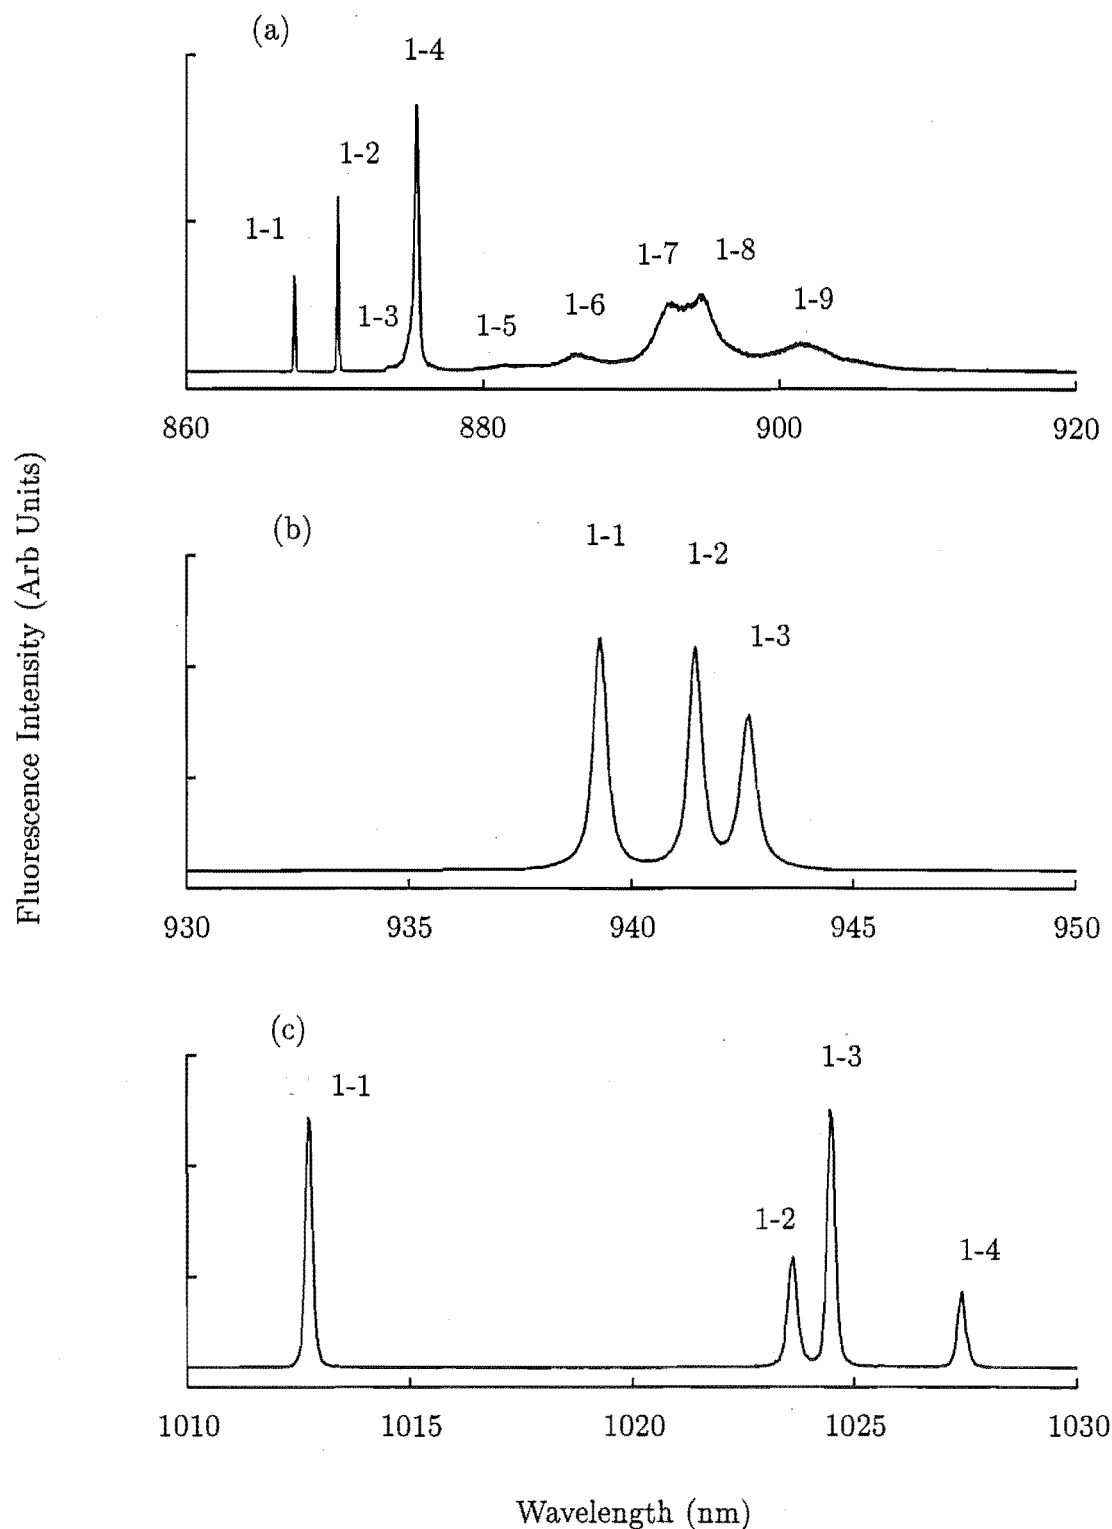 (a)
1-4
1-2
1-1
1-7
1-8
1-3
1-5
1-6
1-9
860 880 900 920
(b)
1-1
1-2
1-3
930 935 940 945 950
(c)
1-1
1-3
1-2
1-4
1010 1015 1020 1025 1030
Fluorescence Intensity (Arb Units)
Wavelength (nm)